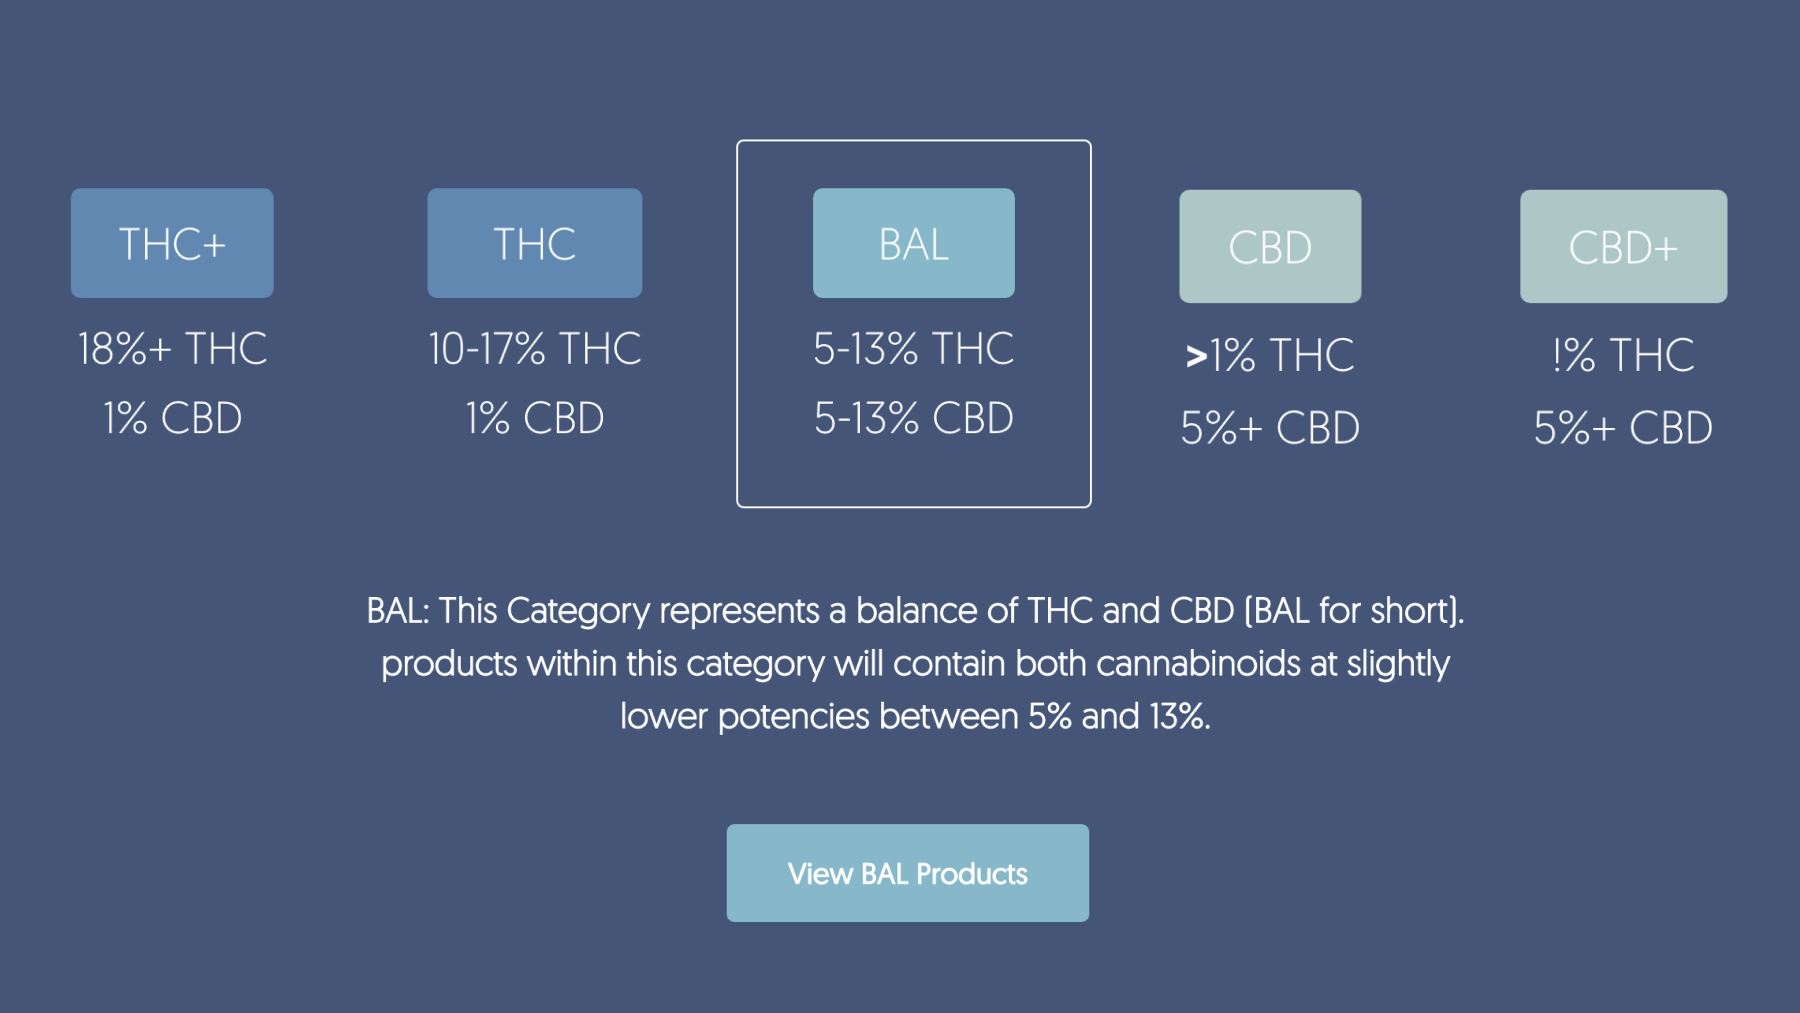 THC+
18%+ THC
1% CBD
THC
10-17% THC
1% CBD
BAL
5-13% THC
5-13% CBD
CBD
>1% THC
5%+ CBD
CBD+
!% THC
5%+ CBD
BAL: This Category represents a balance of THC and CBD (BAL for short).
products within this category will contain both cannabinoids at slightly
lower potencies between 5% and 13%.
View BAL Products